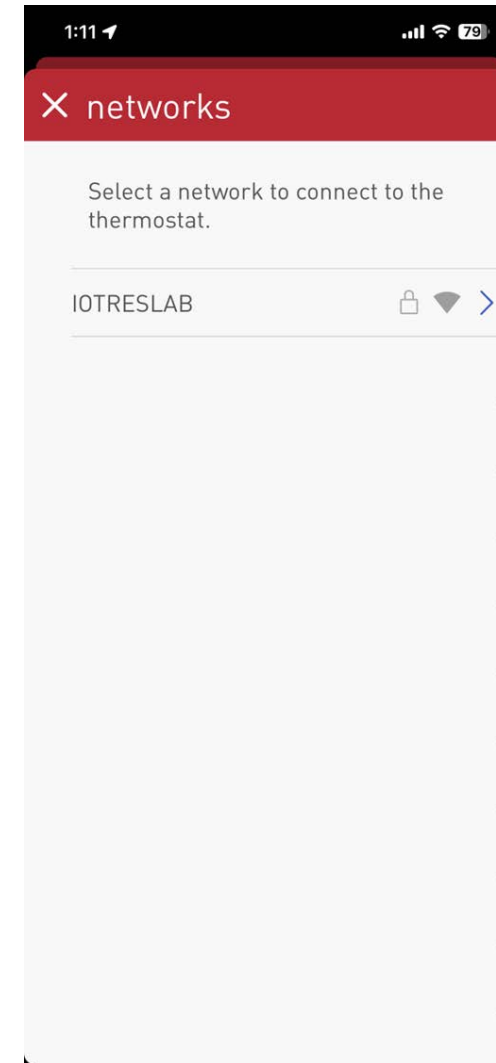 1:11
79
networks
Select a network to connect to the
thermostat.
IOTRESLAB